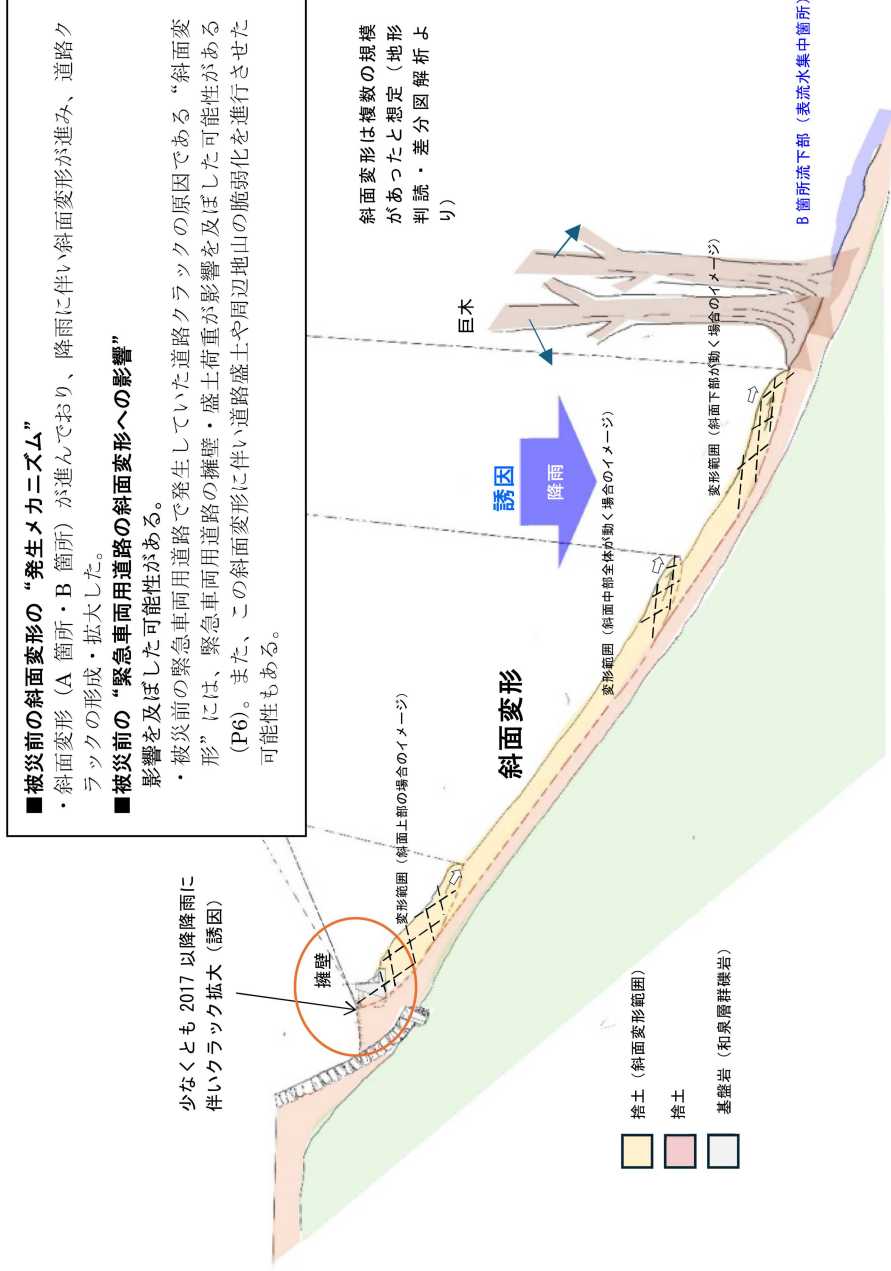 ■被災前の斜面変形の“発生メカニズム”
・斜面変形（A 箇所・B 箇所）が進んでおり、降雨に伴い斜面変形が進み、道路ク
ラックの形成・拡大した。
■被災前の“緊急車両用道路の斜面変形への影響”
影響を及ぼした可能性がある。
・被災前の緊急車両用道路で発生していた道路クラックの原因である“斜面変
形”には、緊急車両用道路の擁壁・盛土荷重が影響を及ぼした可能性がある
（P6）。また、この斜面変形に伴い道路盛土や周辺地山の脆弱化を進行させた
可能性もある。
少なくとも 2017 以降降雨に
伴いクラック拡大（誘因）
擁壁
変形範囲（斜面上部の場合のイメージ）
斜面変形
誘因
降雨
変形範囲（斜面中部全体が動く場合のイメージ）
変形範囲（斜面下部が動く場合のイメージ）
巨木
斜面変形は複数の規模
があったと想定（地形
判読・差分図解析よ
り）
B 箇所流下部（表流水集中箇所）
捨土（斜面変形範囲）
捨土
基盤岩（和泉層群礫岩）